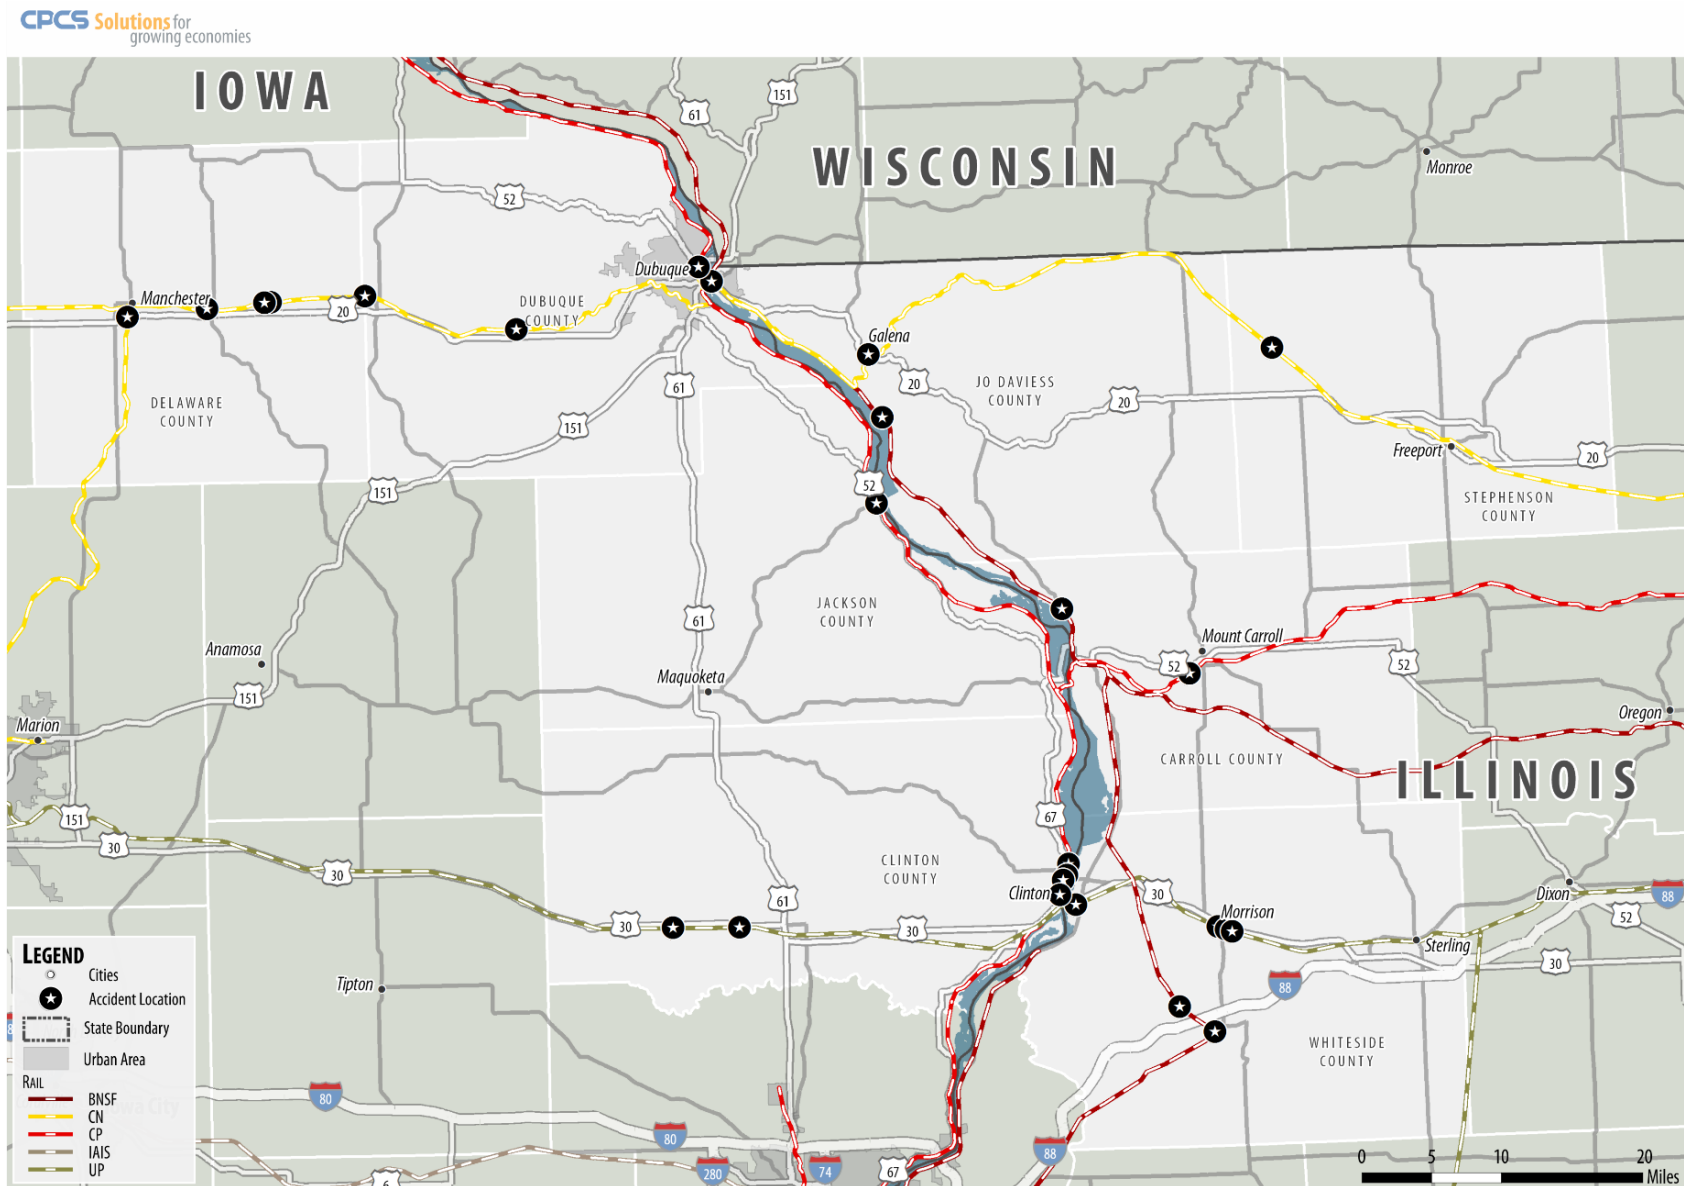 CPCS Solutions for
growing economies
IOWA
WISCONSIN
151
61
Monroe
52
Dubuque
Manchester
20
DUBUQUE
COUNTY
Galena
61
20
JO DAVIESS
COUNTY
20
DELAWARE
COUNTY
151
Freeport
20
52
151
STEPHENSON
COUNTY
JACKSON
COUNTY
61
Anamosa
Mount Carroll
52
52
Maquoketa
151
Marion
Oregon
CARROLL COUNTY
ILLINOIS
151
67
30
30
CLINTON
COUNTY
Clinton
30
Dixon
88
61
30
30
Morrison
52
Sterling
30
LEGEND
Cities
Accident Location
State Boundary
Urban Area
RAIL
BNSF
CN
CP
IAIS
UP
Tipton
88
WHITESIDE
COUNTY
80
Iowa City
80
88
280
74
67
6
0 5 10 20
Miles